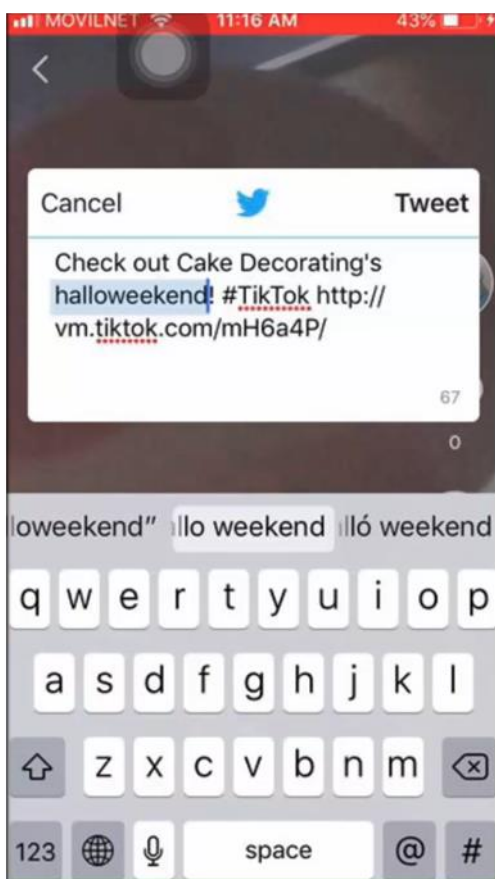 MOVILNET 11:16 AM 43%
Cancel Tweet
Check out Cake Decorating's
halloweekend! #TikTok http://
vm.tiktok.com/mH6a4P/
67
0
loweekend" llo weekend lló weekend
q w e r t y u i o p
a s d f g h j k l
z x c v b n m
123 space @ #